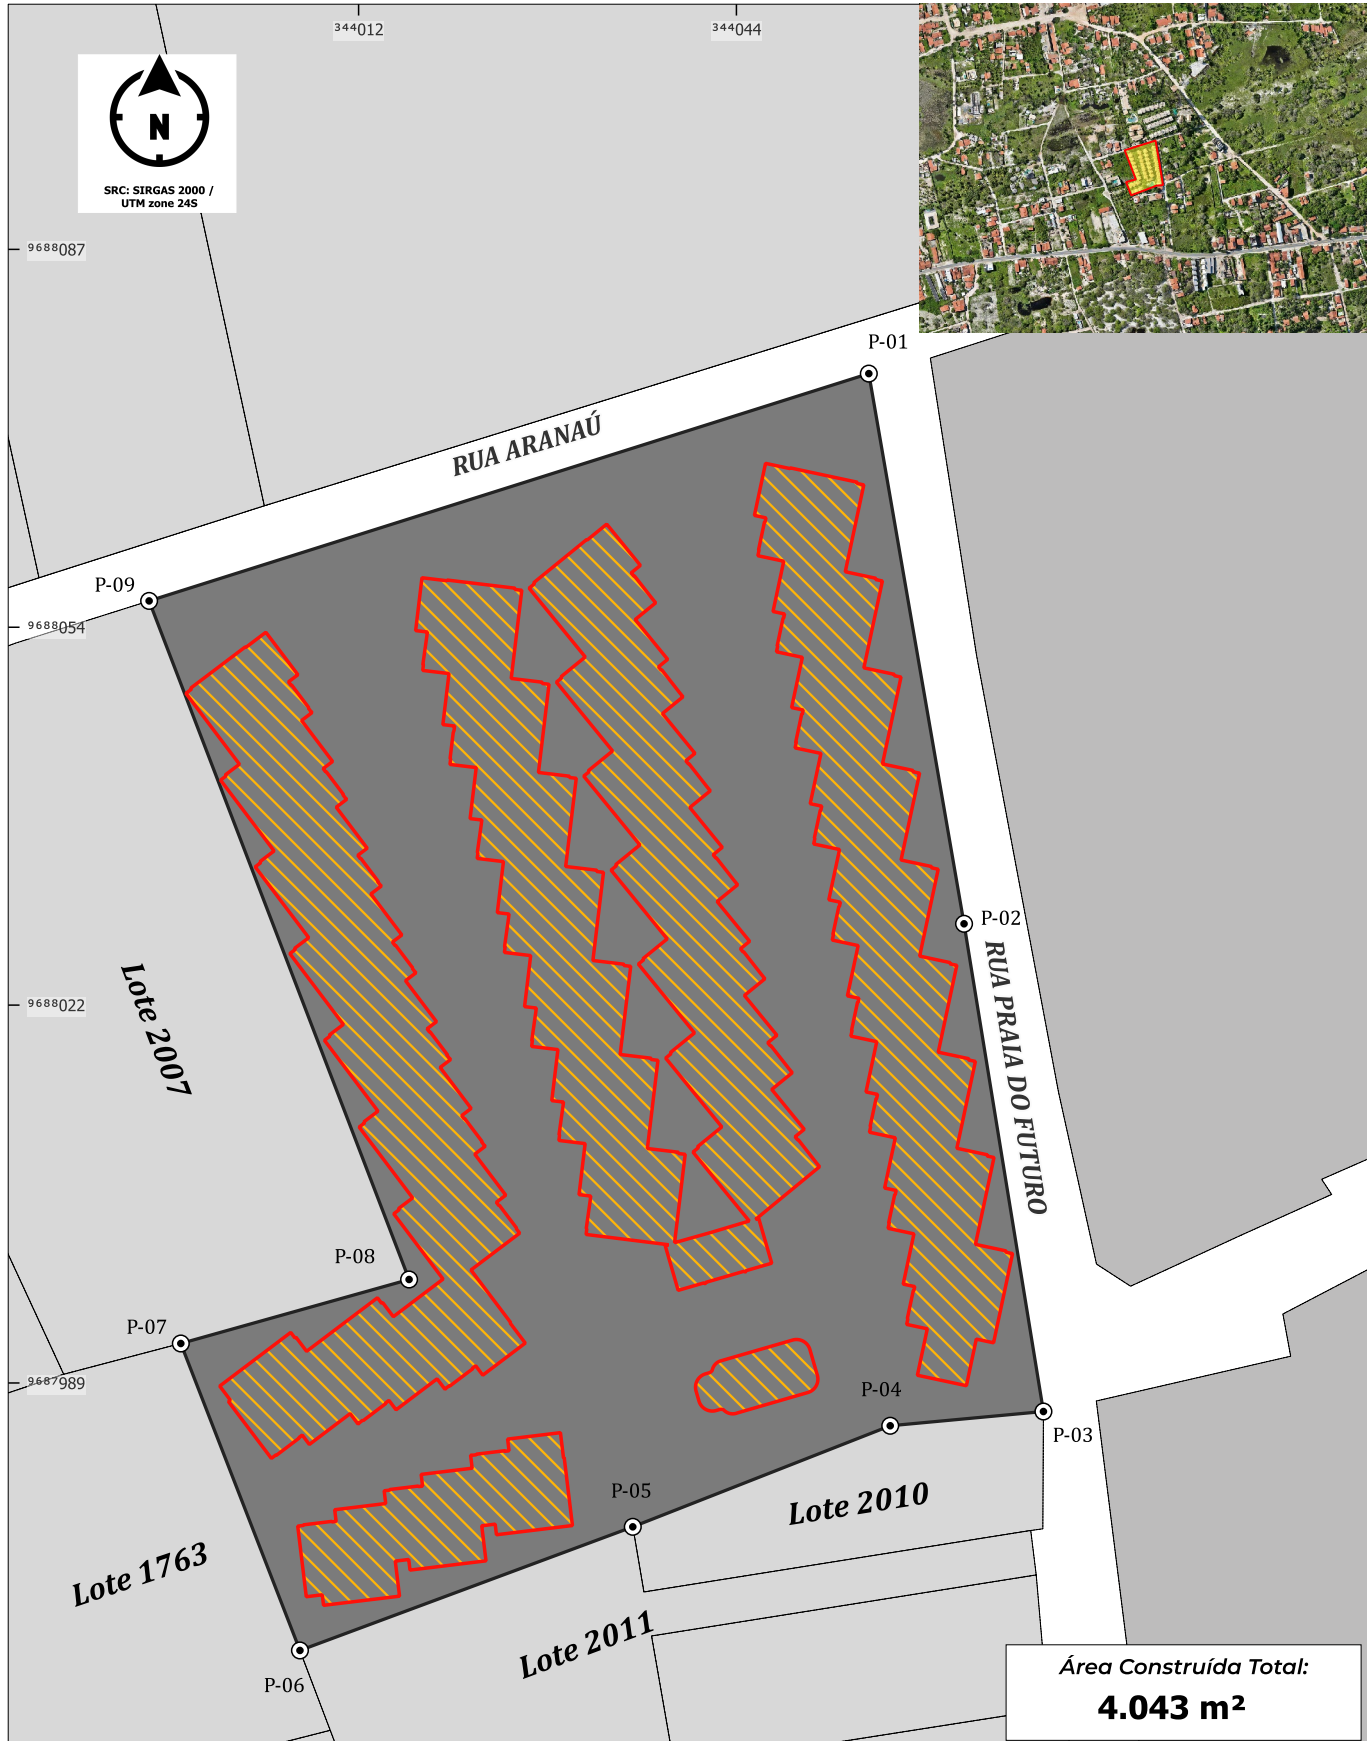 344012
344044
N
SRC: SIRGAS 2000 /
UTM zone 24S
9688087
P-01
RUA ARANAÚ
P-09
9688054
P-02
RUA PRAIA DO FUTURO
Lote 2007
9688022
P-08
P-07
9687989
P-04
P-03
P-05
Lote 2010
Lote 1763
Lote 2011
P-06
Área Construída Total:
4.043 m²